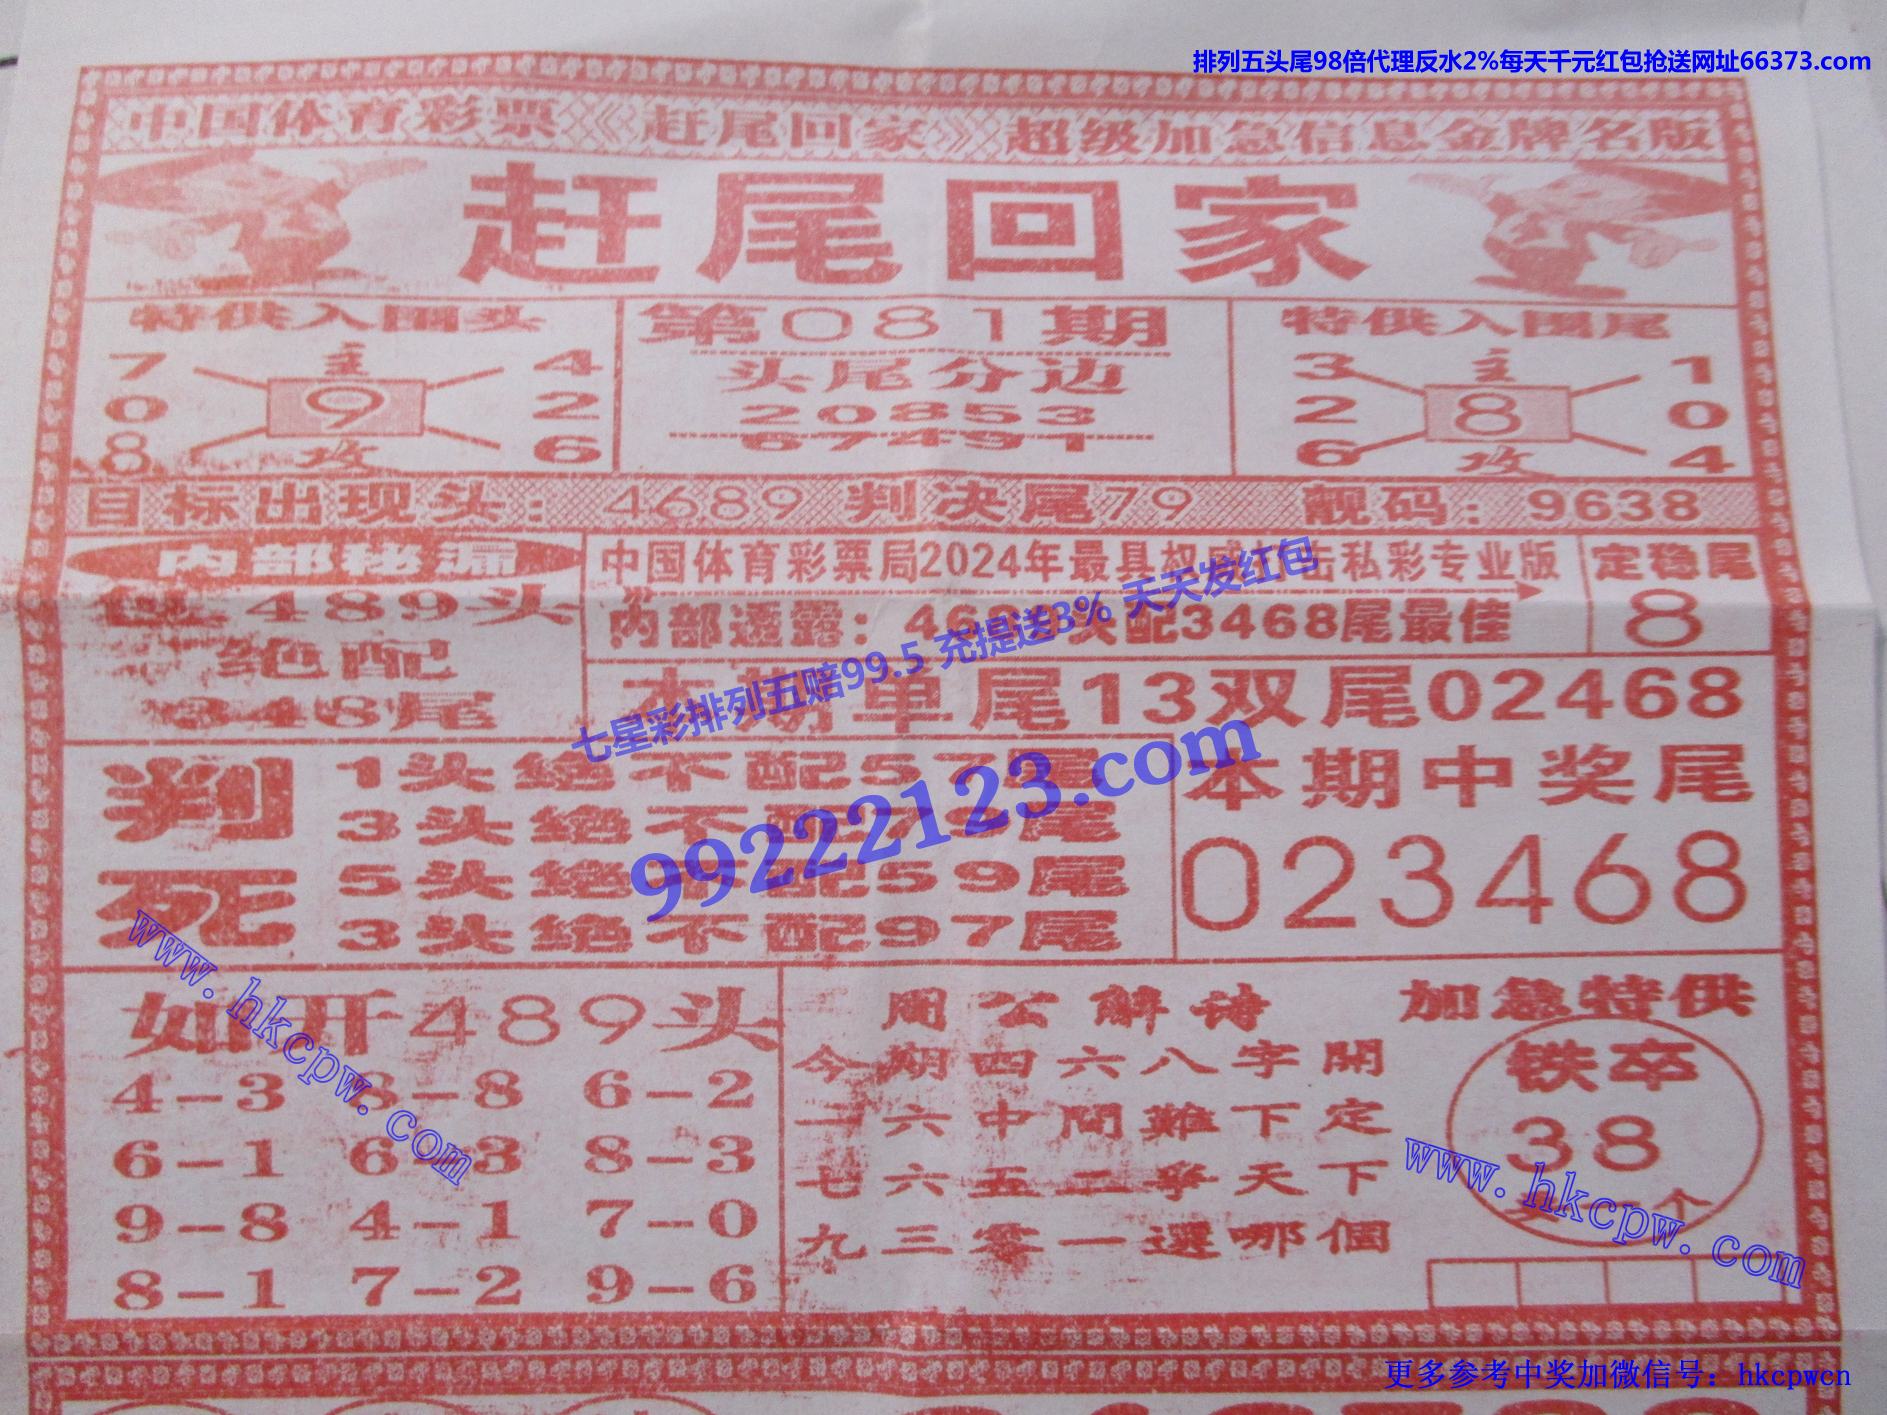 排列五头尾98倍代理反水2%每天千元红包抢送网址66373.com
中国体育彩票《赶尾回家》超级加急信息金牌名版
赶尾回家
特供入围头
7 主 4
0 9 2
8 攻 6
第081期
头尾分边
20853
67491
特供入围尾
3 主 1
2 8 0
6 攻 4
目标出现头：4689 判决尾79 靓码：9638
内部
489头
绝配
348尾
中国体育彩票局2024年最具权 击私彩专业版
内部透露： 配3468尾最佳
定稳尾
8
七星彩排列五赔99.5 充提送3% 天天发红包
本期单尾13双尾02468
99222123.com
判死
1头绝不配57尾
3头绝不配 尾
5头绝不配59尾
3头绝不配97尾
本期中奖尾
023468
如开489头
4-3 8-8 6-2
6-1 6-3 8-3
9-8 4-1 7-0
8-1 7-2 9-6
www.hkcpw.com
周公解诗
今期四六八字開
二六中間難下定
七六五二爭天下
九三零一選哪個
加急特供
铁卒
38
个
www.hkcpw.com
更多参考中奖加微信号：hkcpwcn